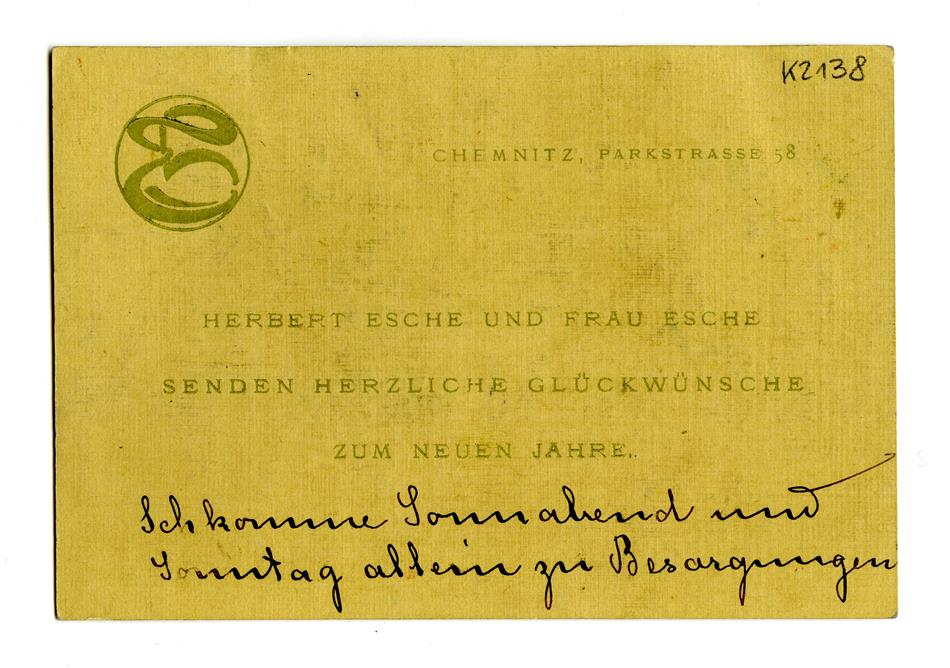 K2138
CHEMNITZ, PARKSTRASSE 58
HERBERT ESCHE UND FRAU ESCHE
SENDEN HERZLICHE GLÜCKWÜNSCHE
ZUM NEUEN JAHRE.
Ich komme Sonnabend und
Sonntag allein zu Besorgungen